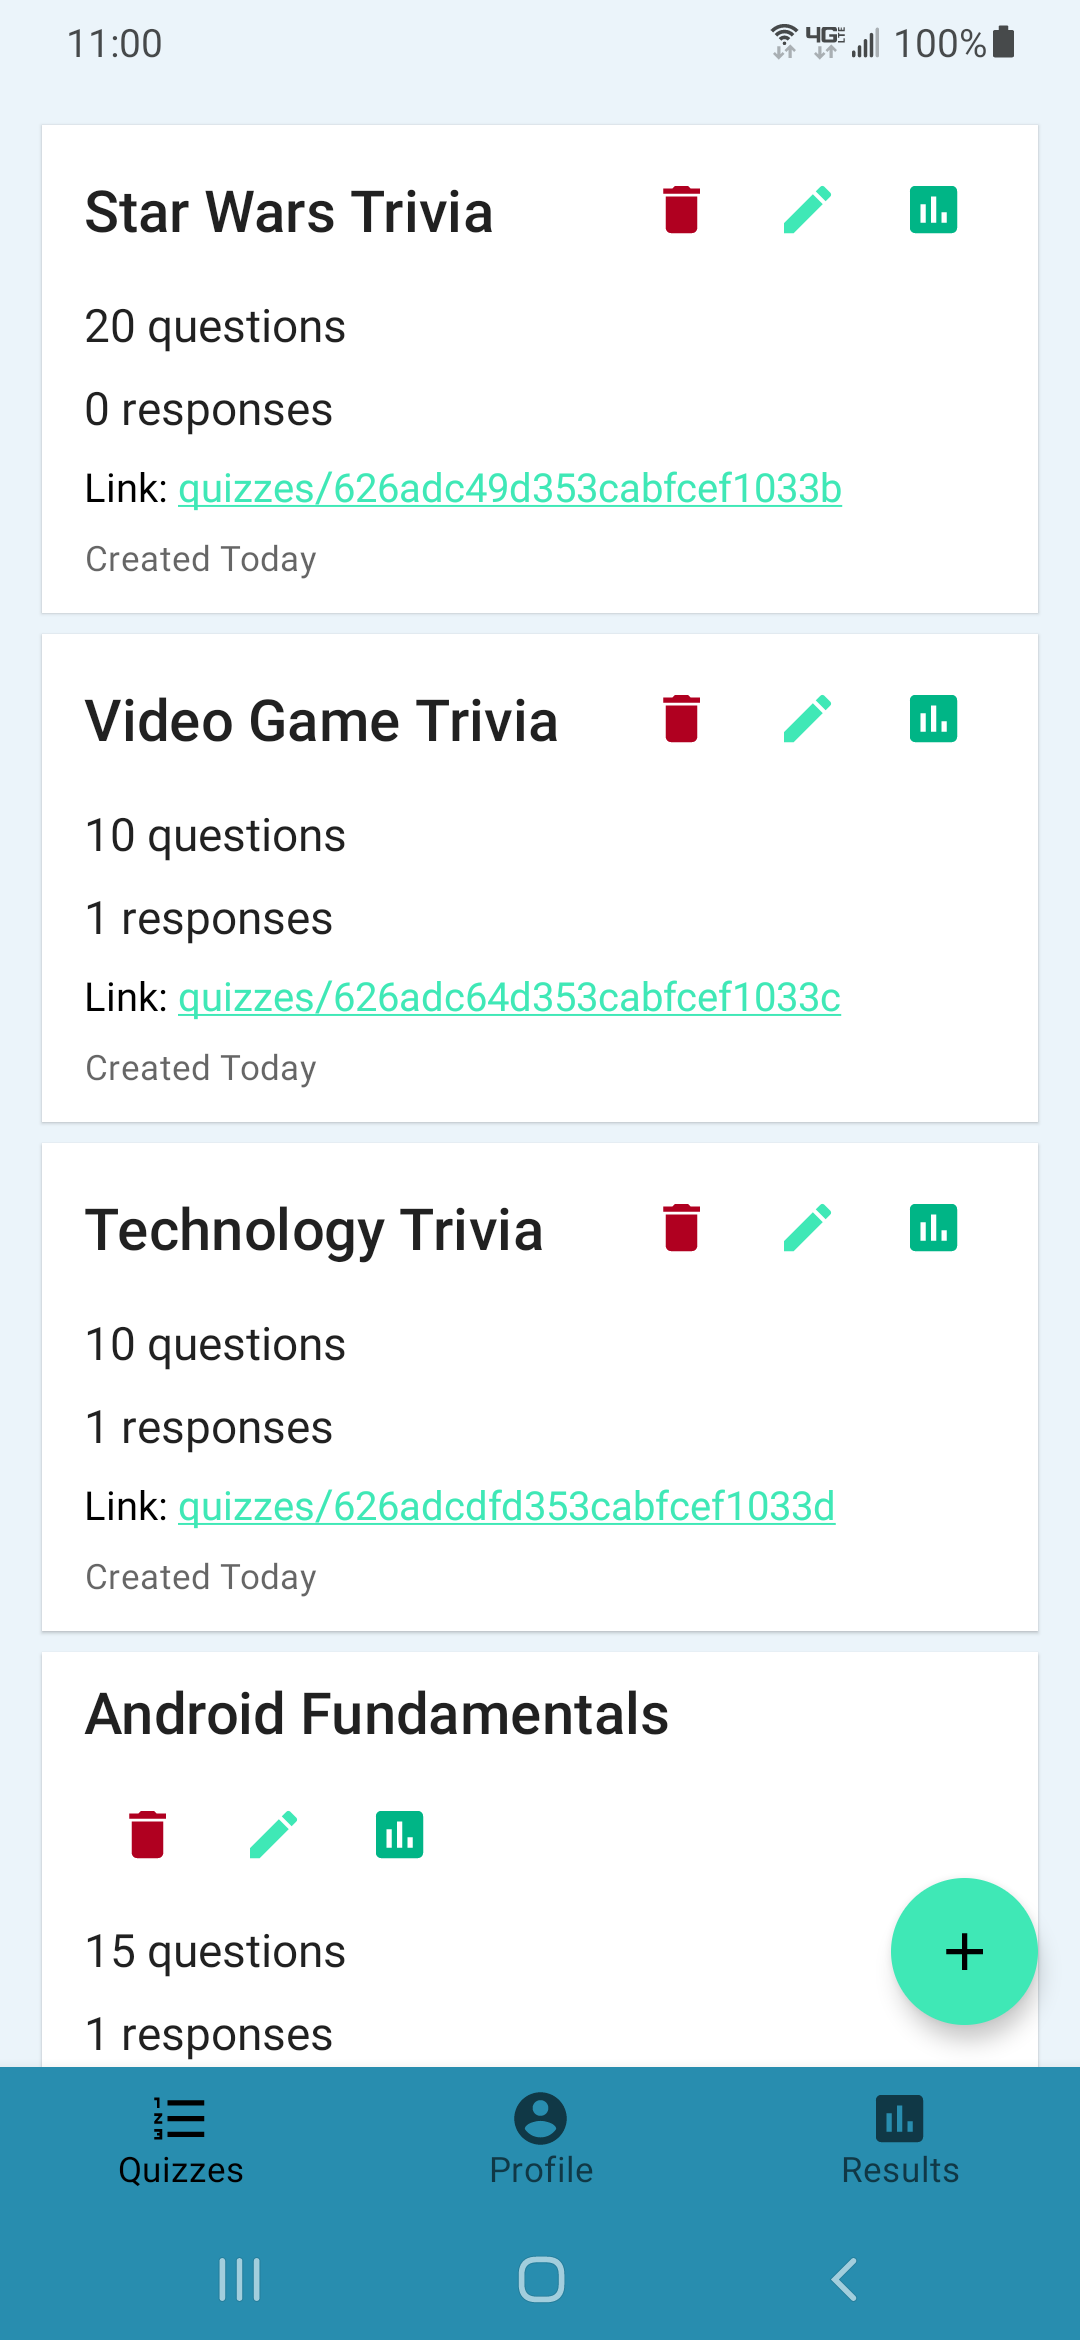 11:00 4G LTE 100%
Star Wars Trivia
20 questions
0 responses
Link: quizzes/626adc49d353cabfcef1033b
Created Today
Video Game Trivia
10 questions
1 responses
Link: quizzes/626adc64d353cabfcef1033c
Created Today
Technology Trivia
10 questions
1 responses
Link: quizzes/626adcdfd353cabfcef1033d
Created Today
Android Fundamentals
15 questions
1 responses
Quizzes Profile Results